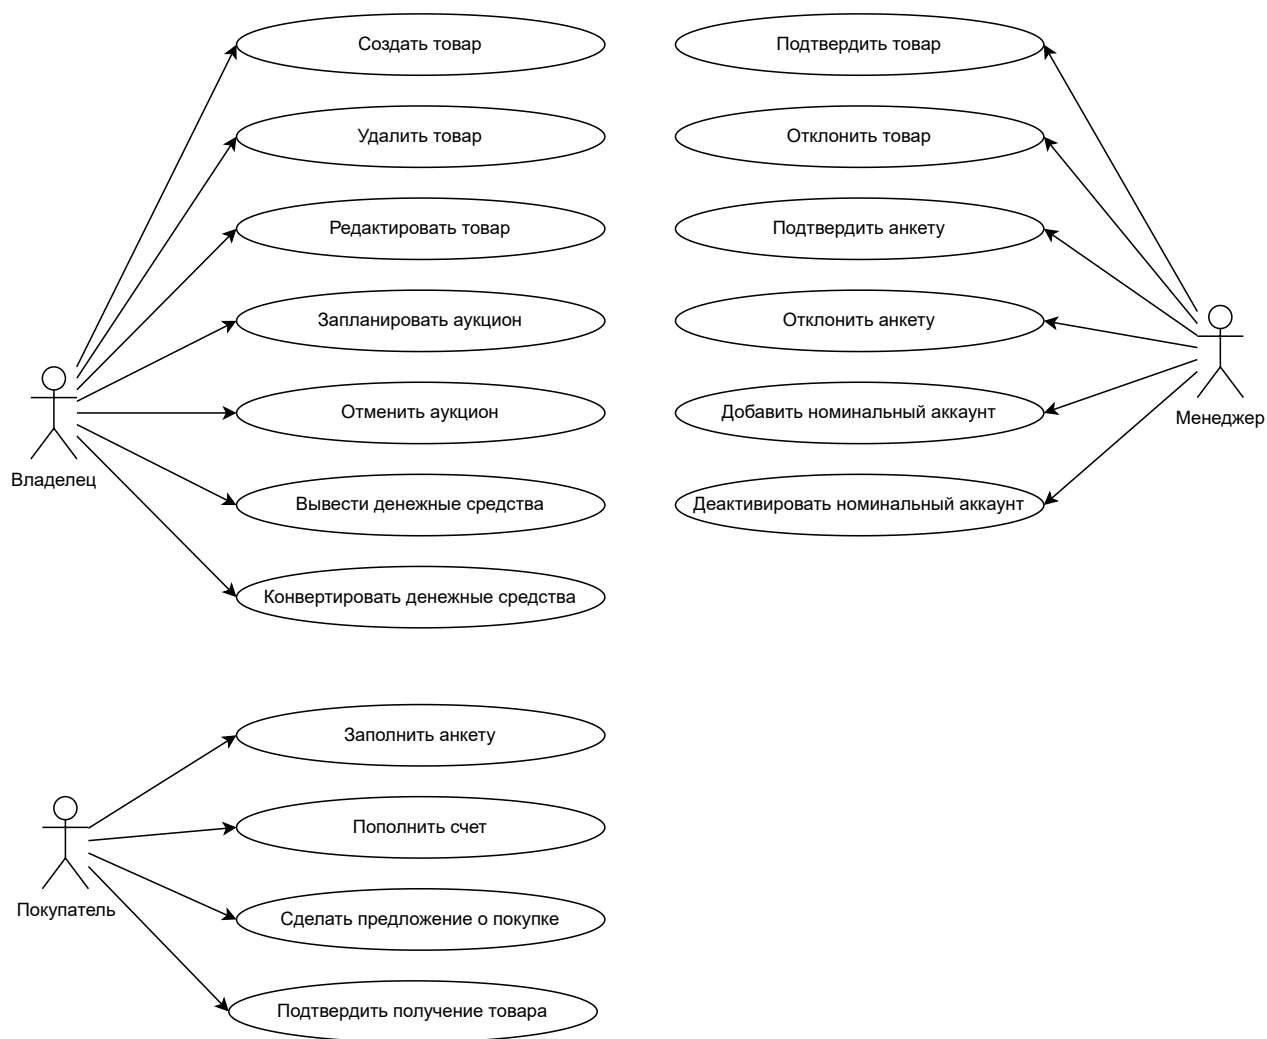 Создать товар
Удалить товар
Редактировать товар
Запланировать аукцион
Отменить аукцион
Вывести денежные средства
Конвертировать денежные средства
Владелец
Подтвердить товар
Отклонить товар
Подтвердить анкету
Отклонить анкету
Добавить номинальный аккаунт
Деактивировать номинальный аккаунт
Менеджер
Заполнить анкету
Пополнить счет
Сделать предложение о покупке
Подтвердить получение товара
Покупатель